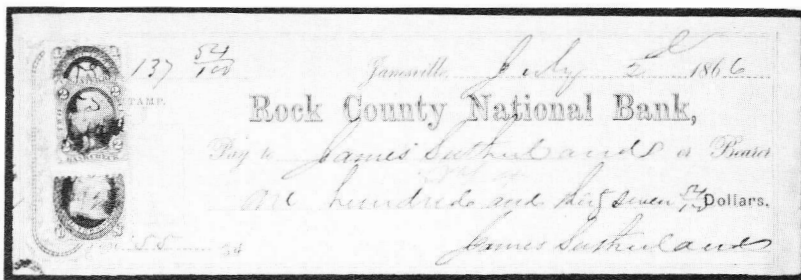 137 54/100
Janesville, July 2d 1866
STAMP
Rock County National Bank,
Pay to James Sutherland or Bearer
one hundred and thirty seven 54/100 Dollars.
James Sutherland